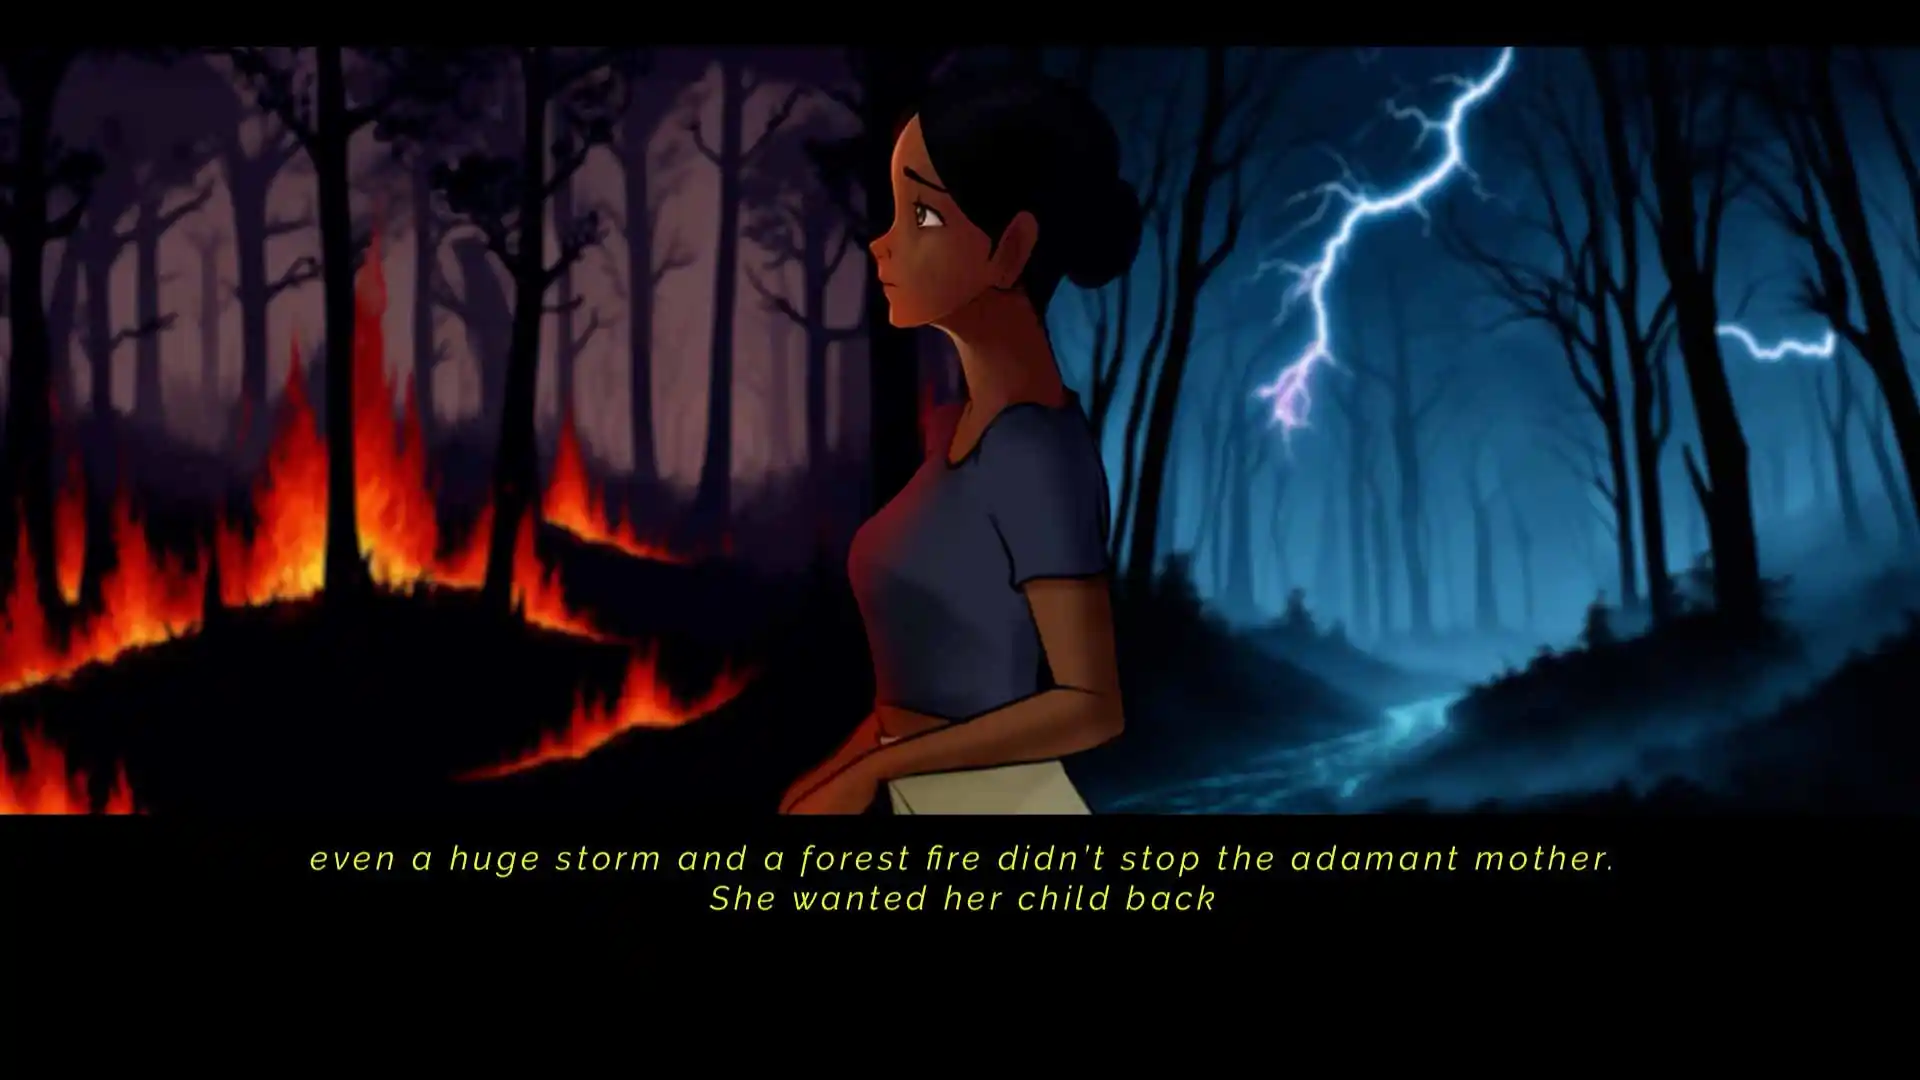 even a huge storm and a forest fire didn't stop the adamant mother.
She wanted her child back